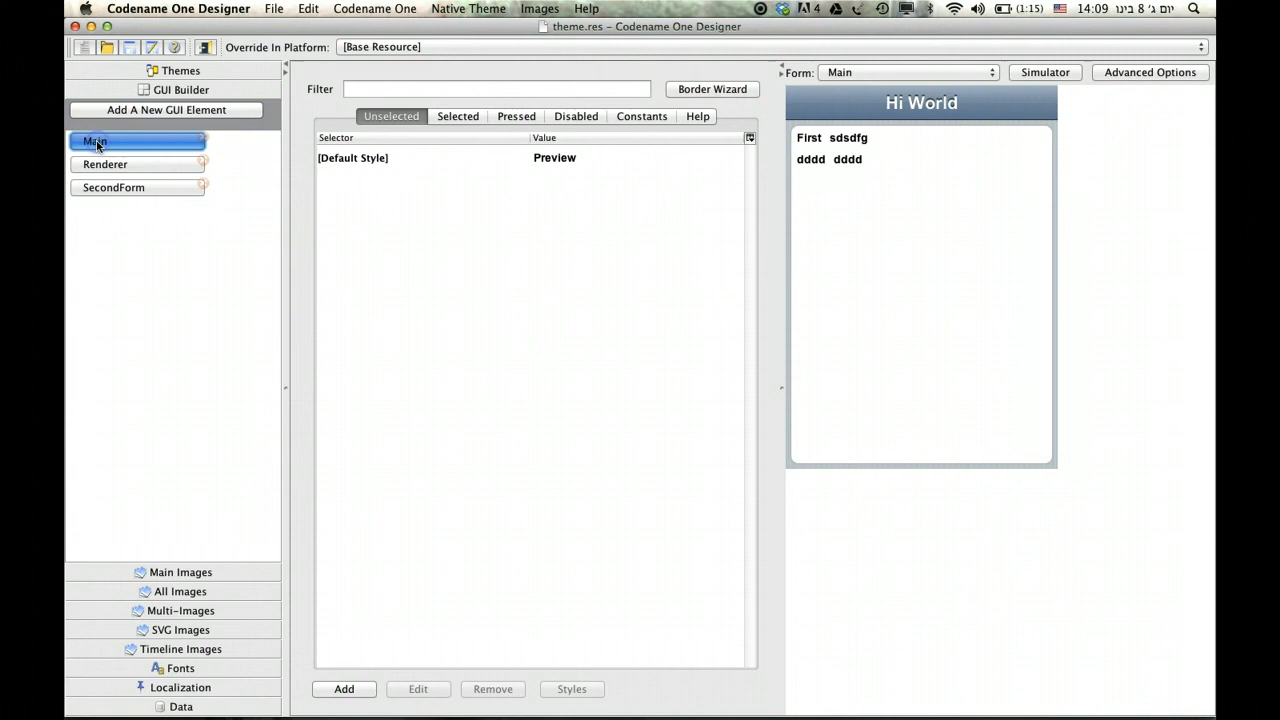 Codename One Designer File Edit Codename One Native Theme Images Help 4 (1:15) יום ג׳ 8 בינו 14:09
theme.res – Codename One Designer
Override In Platform: [Base Resource]
Themes
GUI Builder
Add A New GUI Element
Main
Renderer
SecondForm
Main Images
All Images
Multi-Images
SVG Images
Timeline Images
Fonts
Localization
Data
Filter Border Wizard
Unselected Selected Pressed Disabled Constants Help
Selector Value
[Default Style] Preview
Add Edit Remove Styles
Form: Main Simulator Advanced Options
Hi World
First sdsdfg
dddd dddd